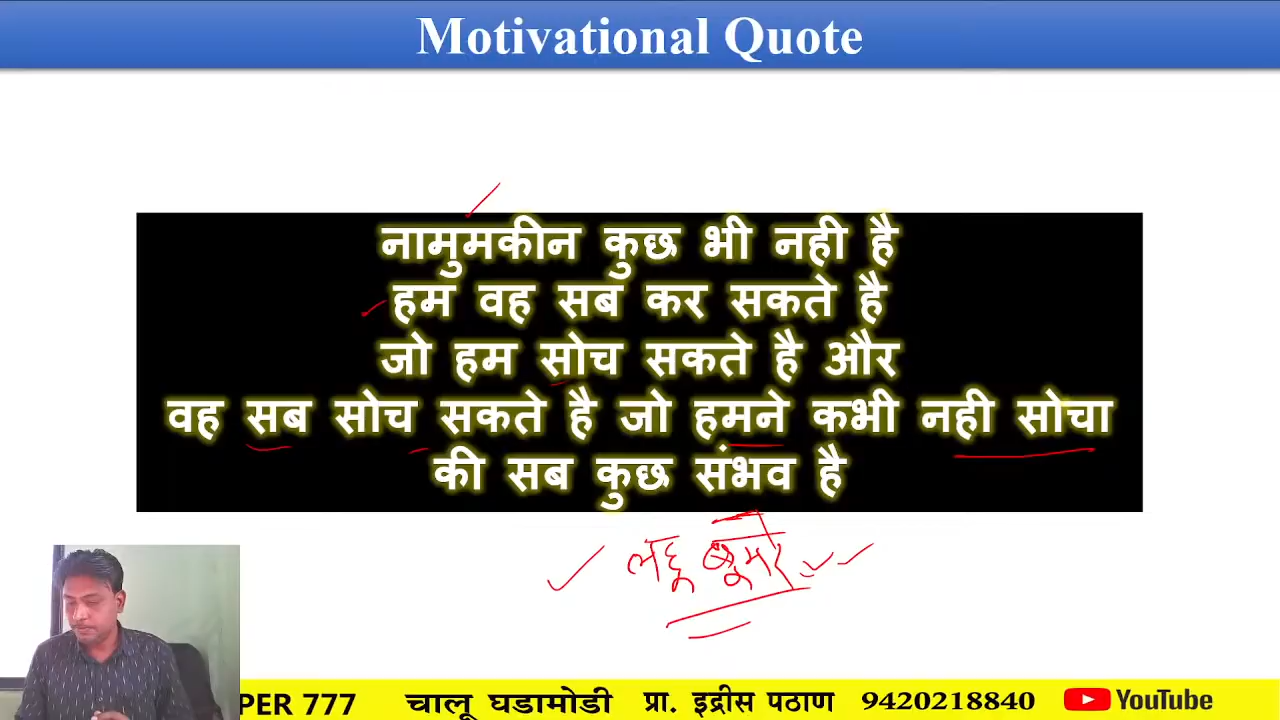 Motivational Quote
नामुमकीन कुछ भी नही है
हम वह सब कर सकते है
जो हम सोच सकते है और
वह सब सोच सकते है जो हमने कभी नही सोचा
की सब कुछ संभव है
PER 777 चालू घडामोडी प्रा. इद्रीस पठाण 9420218840 YouTube